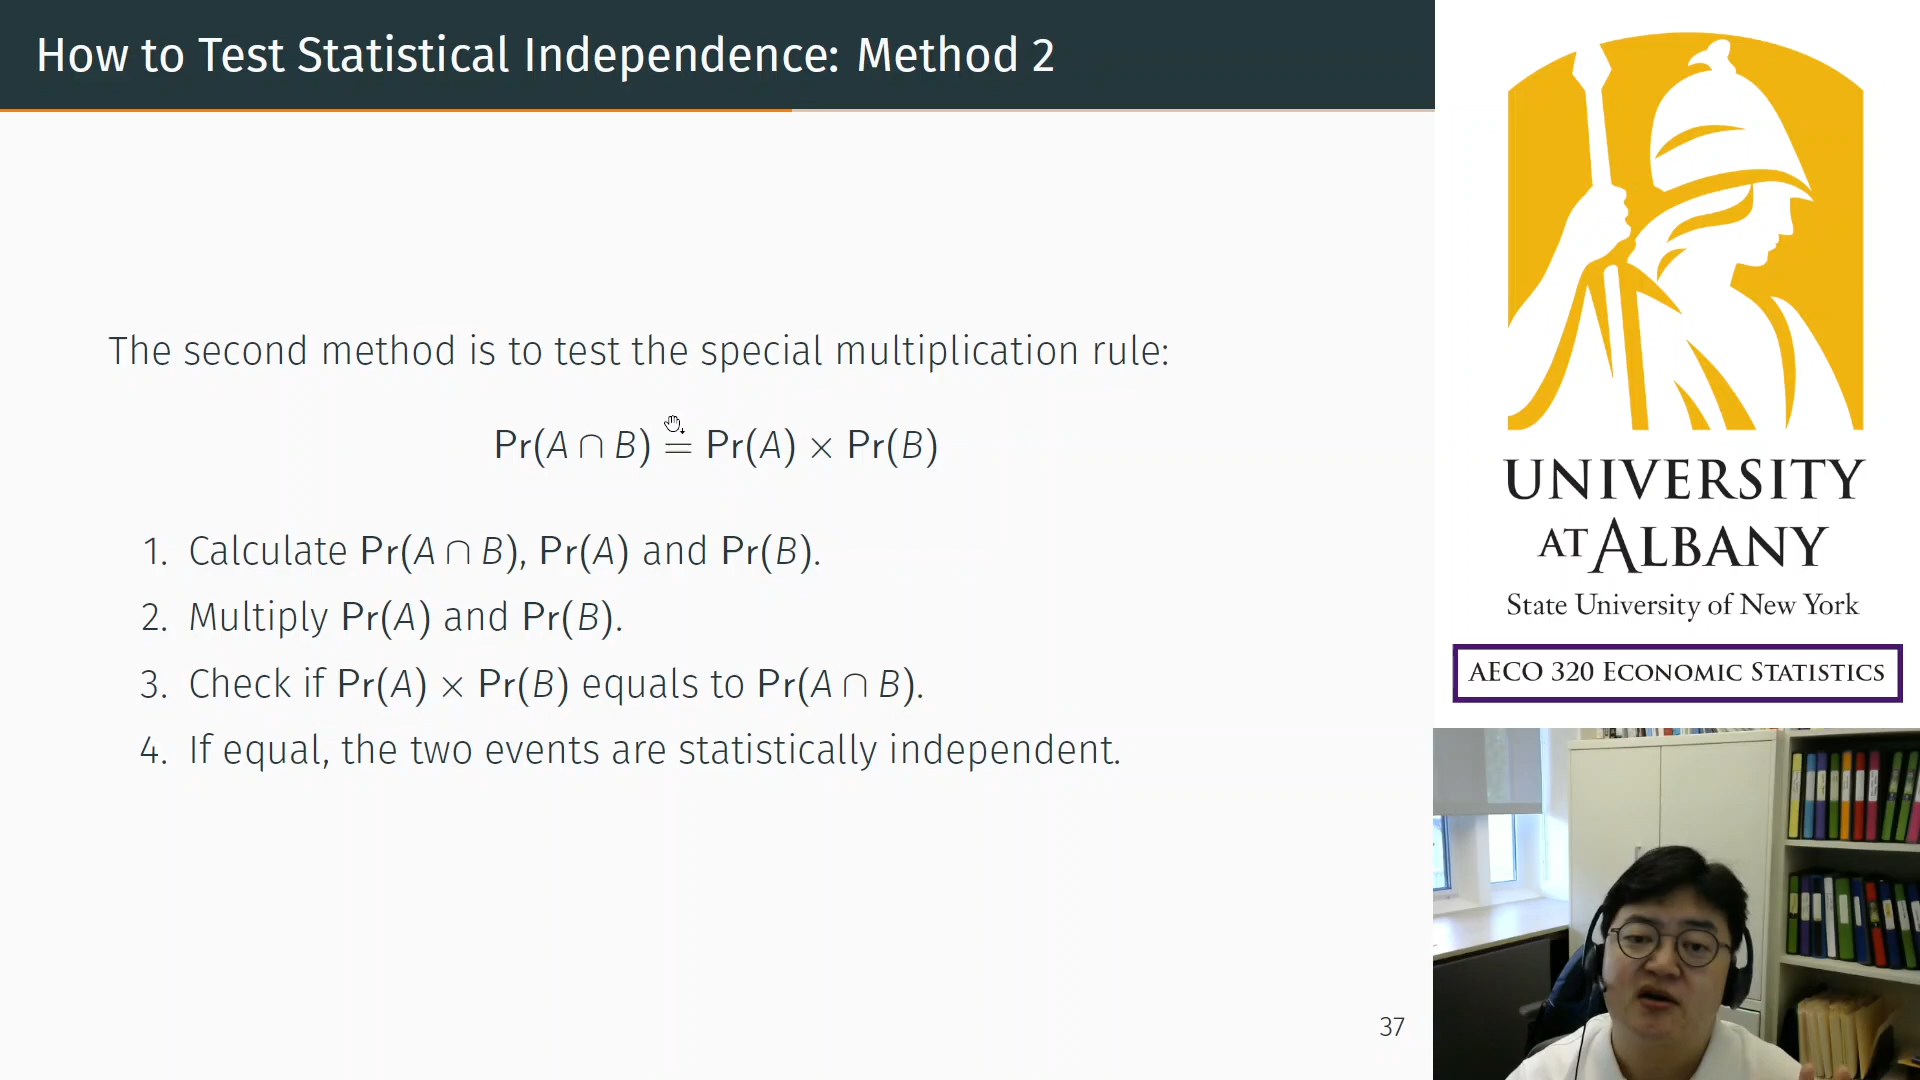 How to Test Statistical Independence: Method 2
The second method is to test the special multiplication rule:
Pr(A ∩ B) = Pr(A) × Pr(B)
1. Calculate Pr(A ∩ B), Pr(A) and Pr(B).
2. Multiply Pr(A) and Pr(B).
3. Check if Pr(A) × Pr(B) equals to Pr(A ∩ B).
4. If equal, the two events are statistically independent.
37
UNIVERSITY
AT ALBANY
State University of New York
AECO 320 ECONOMIC STATISTICS